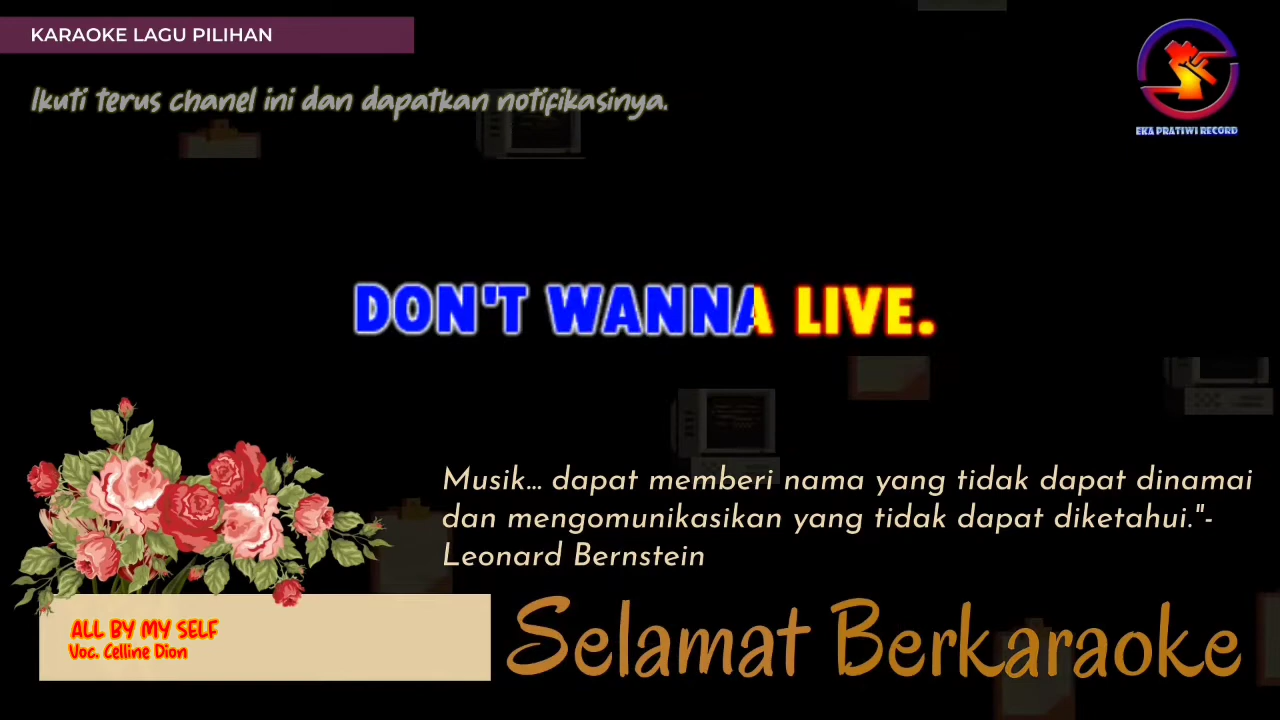 KARAOKE LAGU PILIHAN
Ikuti terus chanel ini dan dapatkan notifikasinya.
EKA PRATIWI RECORD
DON'T WANNA LIVE.
Musik... dapat memberi nama yang tidak dapat dinamai
dan mengomunikasikan yang tidak dapat diketahui."-
Leonard Bernstein
ALL BY MY SELF
Voc. Celline Dion
Selamat Berkaraoke